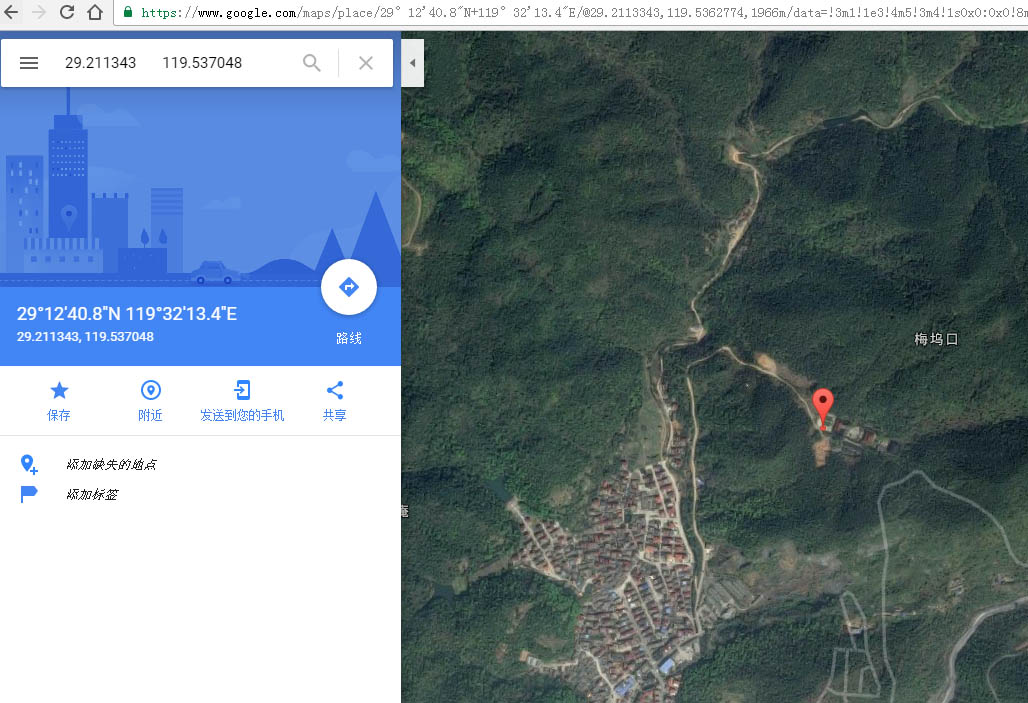 https://www.google.com/maps/place/29°12'40.8"N+119°32'13.4"E/@29.2113343,119.5362774,1966m/data=!3m1!1e3!4m5!3m4!1s0x0:0x0!8m
29.211343 119.537048
29°12'40.8"N 119°32'13.4"E
29.211343, 119.537048
路线
梅坞口
保存
附近
发送到您的手机
共享
添加缺失的地点
添加标签
庵